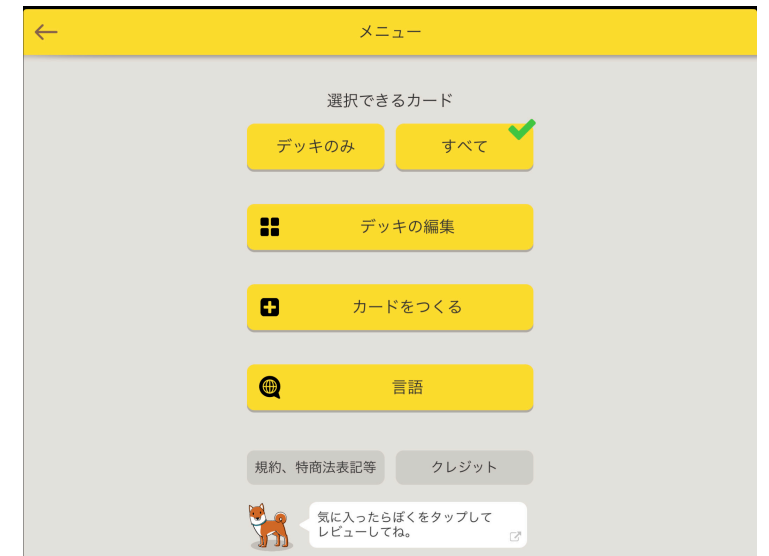 メニュー
選択できるカード
デッキのみ
すべて
デッキの編集
カードをつくる
言語
規約、特商法表記等
クレジット
気に入ったらぼくをタップして
レビューしてね。